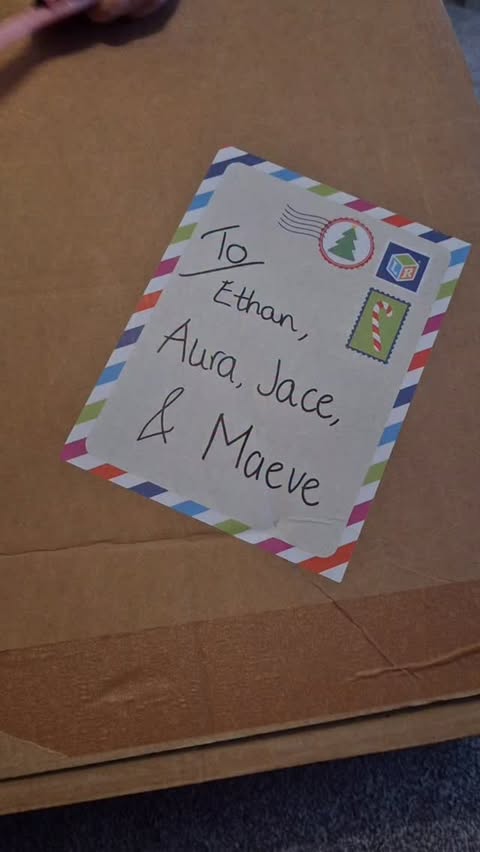 To
Ethan,
Aura, Jace,
& Maeve
L R